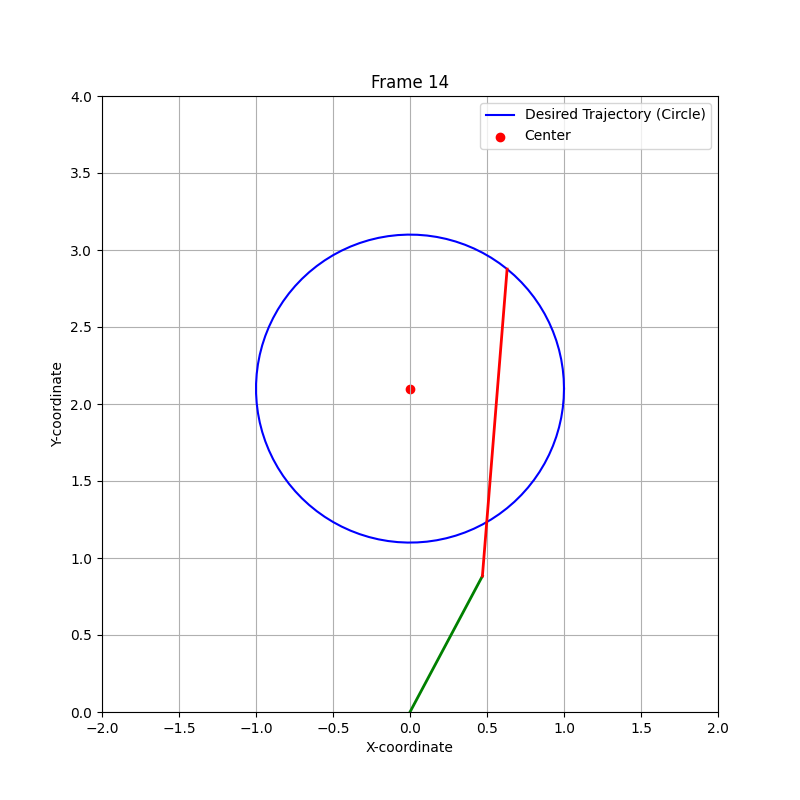 Frame 14
Desired Trajectory (Circle)
Center
Y-coordinate
4.0
3.5
3.0
2.5
2.0
1.5
1.0
0.5
0.0
−2.0 −1.5 −1.0 −0.5 0.0 0.5 1.0 1.5 2.0
X-coordinate